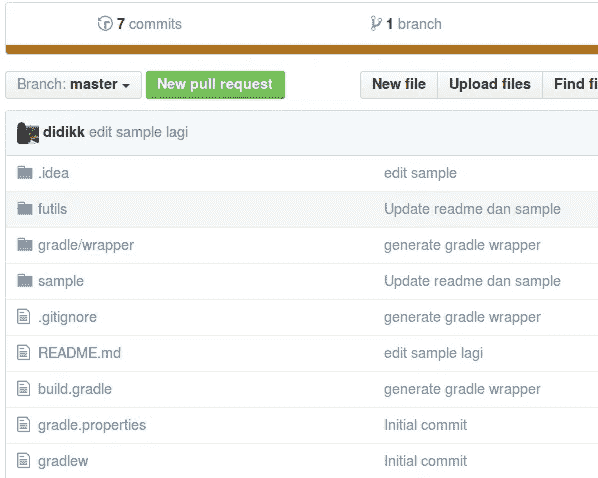 7 commits 1 branch
Branch: master New pull request New file Upload files Find fi
didikk edit sample lagi
.idea edit sample
futils Update readme dan sample
gradle/wrapper generate gradle wrapper
sample Update readme dan sample
.gitignore generate gradle wrapper
README.md edit sample lagi
build.gradle generate gradle wrapper
gradle.properties Initial commit
gradlew Initial commit